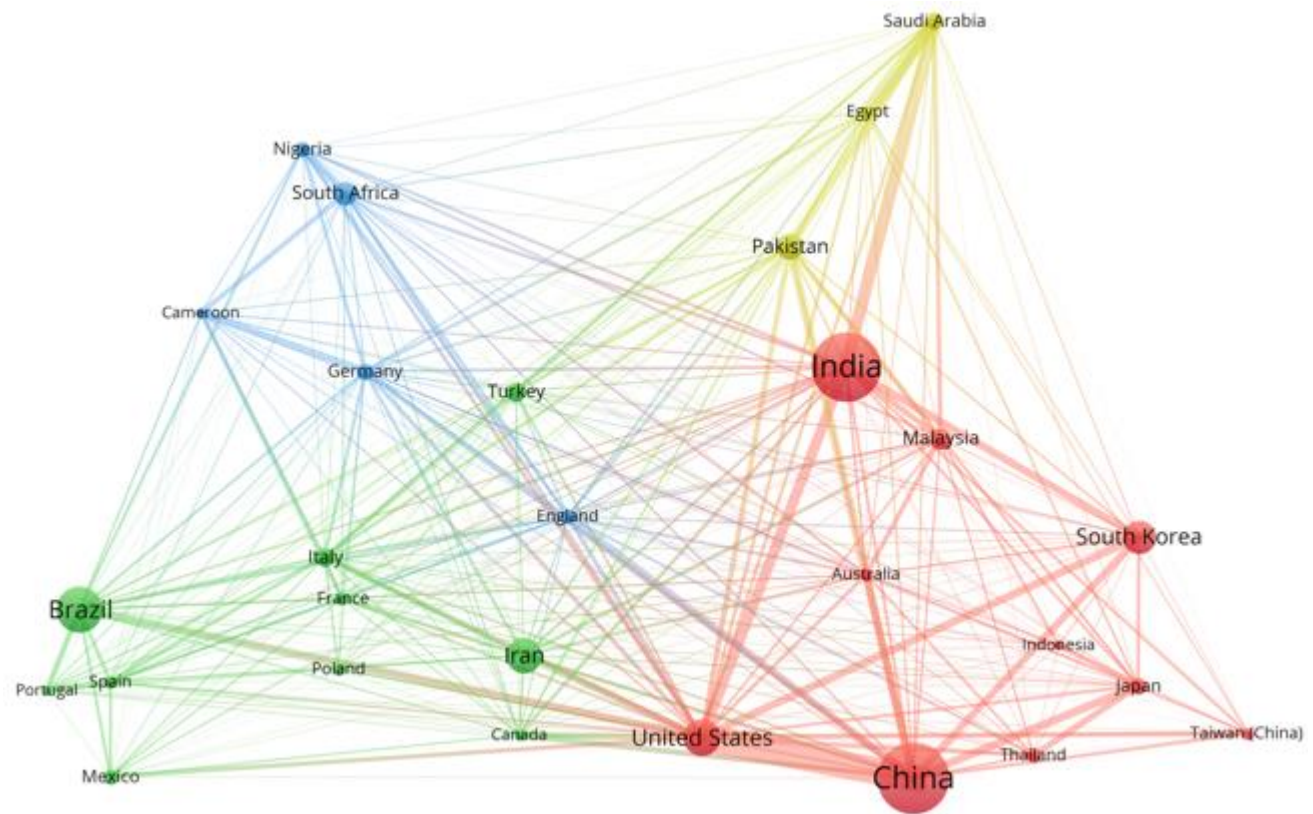 Saudi Arabia
Egypt
Nigeria
South Africa
Pakistan
Cameroon
India
Germany
Turkey
Malaysia
England
South Korea
Italy
Australia
France
Brazil
Indonesia
Iran
Poland
Spain
Japan
Portugal
Canada
United States
Taiwan (China)
Thailand
Mexico
China